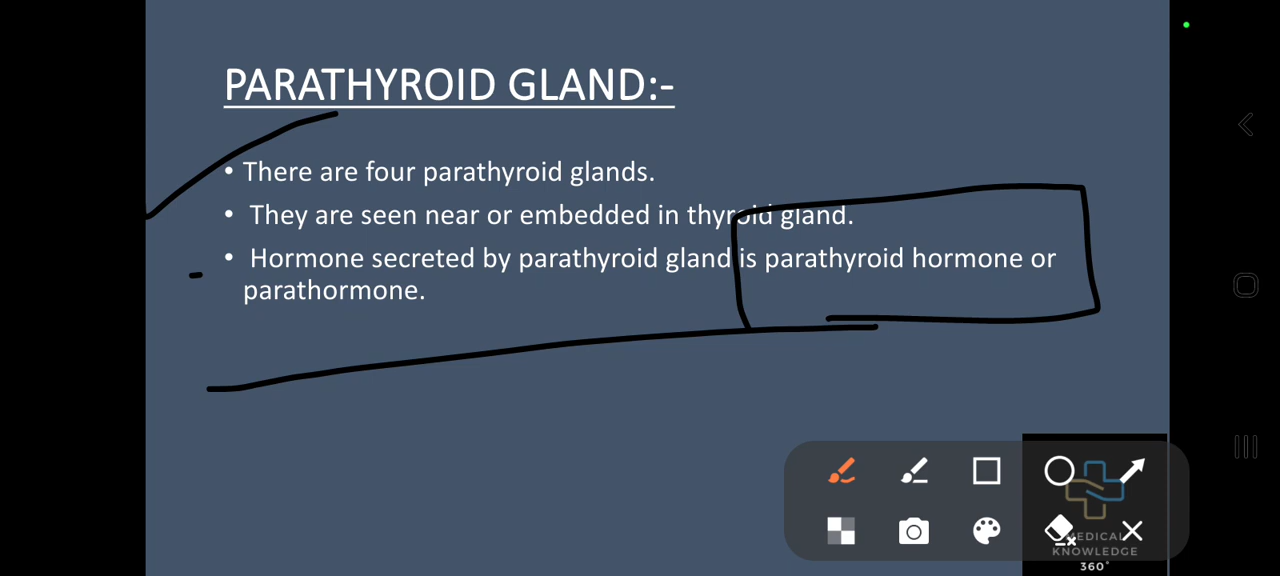 PARATHYROID GLAND:-
• There are four parathyroid glands.
• They are seen near or embedded in thyroid gland.
• Hormone secreted by parathyroid gland is parathyroid hormone or
parathormone.
MEDICAL
KNOWLEDGE
360°